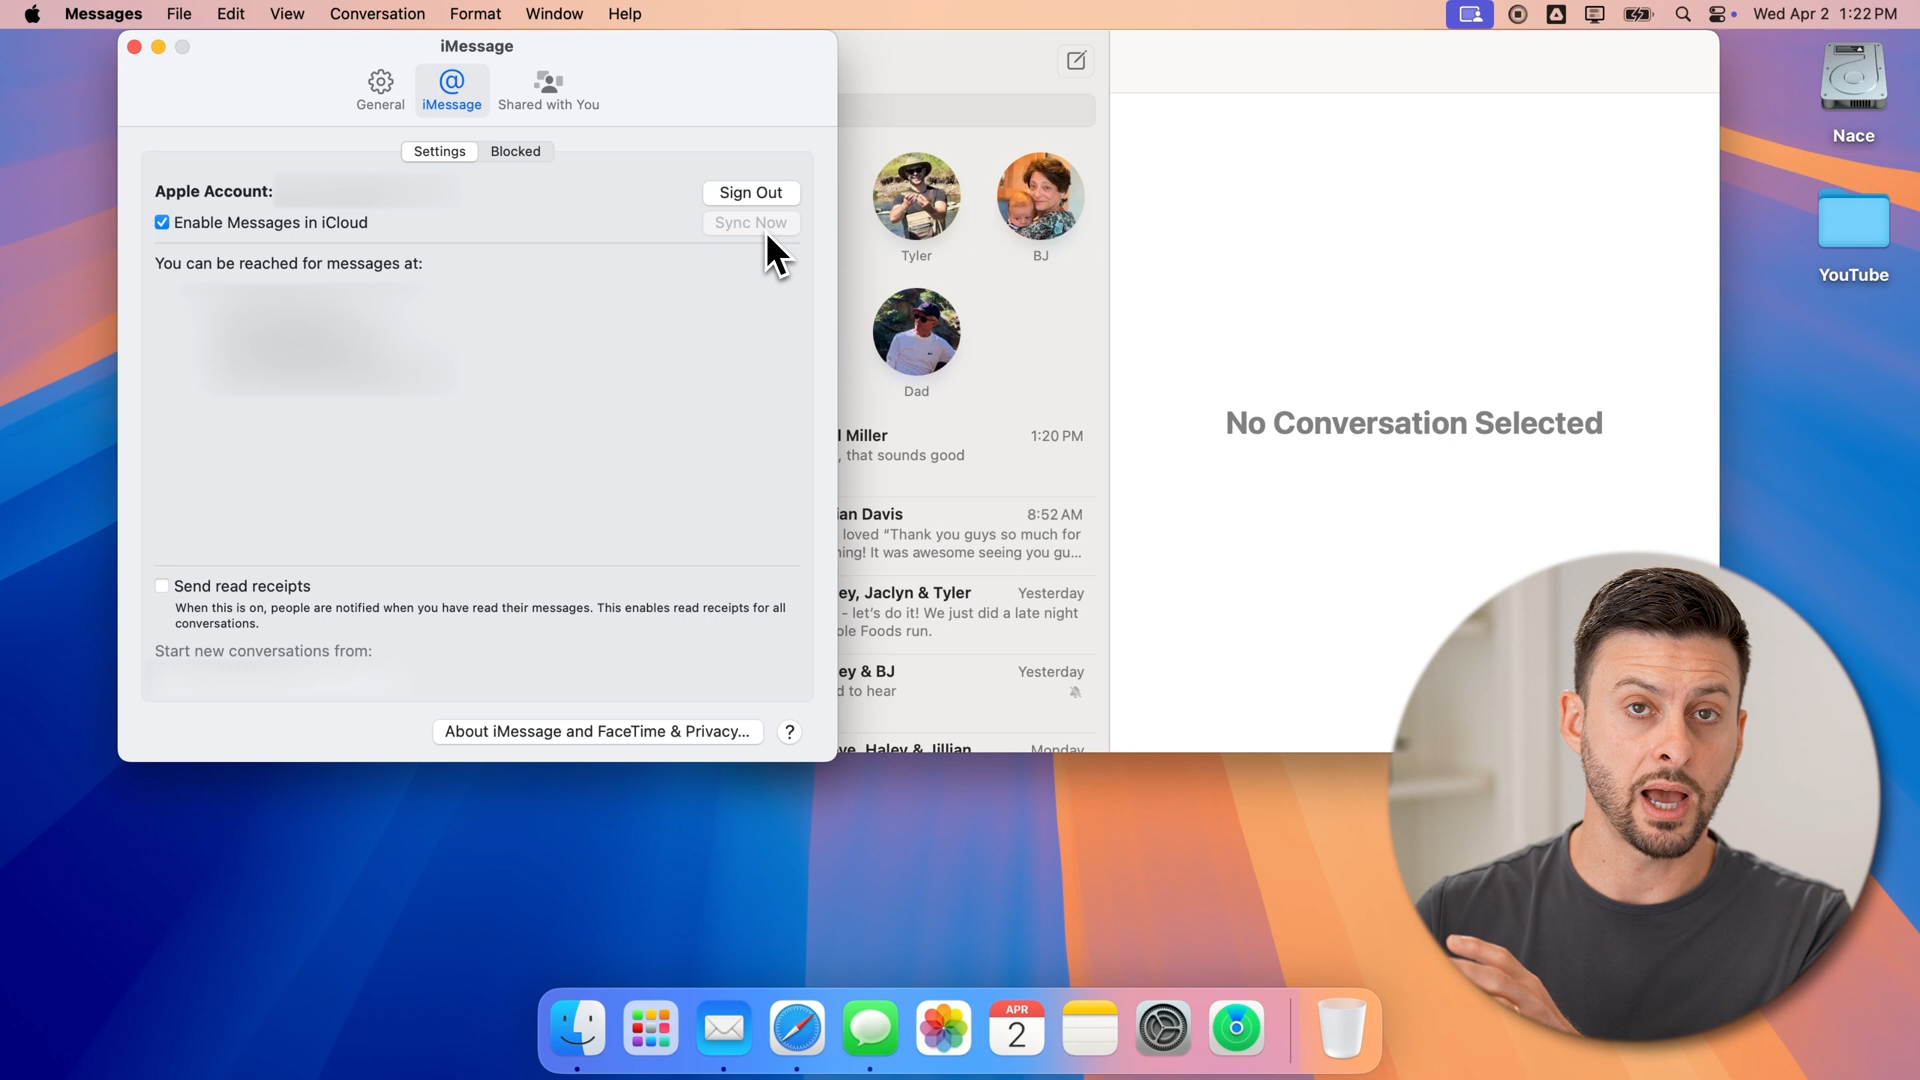 Messages File Edit View Conversation Format Window Help Wed Apr 2 1:22 PM
iMessage
General iMessage Shared with You
Settings Blocked
Apple Account: Sign Out
Enable Messages in iCloud Sync Now
You can be reached for messages at:
Send read receipts
When this is on, people are notified when you have read their messages. This enables read receipts for all
conversations.
Start new conversations from:
About iMessage and FaceTime & Privacy... ?
Tyler BJ
Dad
Miller 1:20 PM
, that sounds good
Davis 8:52 AM
loved "Thank you guys so much for
! It was awesome seeing you gu...
, Jaclyn & Tyler Yesterday
- let's do it! We just did a late night
Foods run.
& BJ Yesterday
to hear
, Haley & Jillian Monday
No Conversation Selected
Nace
YouTube
APR
2